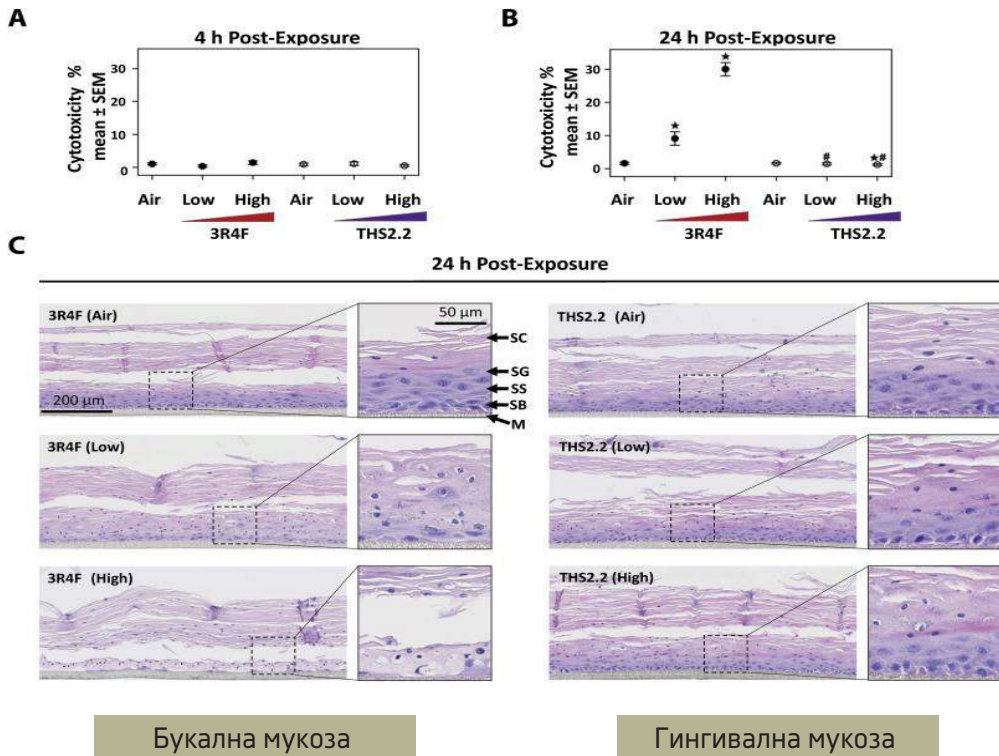 A
4 h Post-Exposure
Cytotoxicity %
mean ± SEM
30
20
10
0
Air Low High Air Low High
3R4F THS2.2
B
24 h Post-Exposure
Cytotoxicity %
mean ± SEM
30
20
10
0
★ ★ # ★#
Air Low High Air Low High
3R4F THS2.2
C
24 h Post-Exposure
3R4F (Air)
200 µm
50 µm
SC
SG
SS
SB
M
THS2.2 (Air)
3R4F (Low)
THS2.2 (Low)
3R4F (High)
THS2.2 (High)
Букална мукоза
Гингивална мукоза